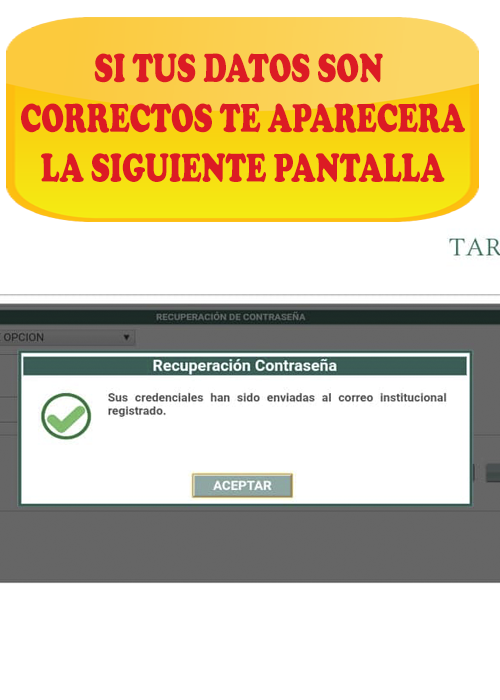 SI TUS DATOS SON
CORRECTOS TE APARECERA
LA SIGUIENTE PANTALLA
TAR
RECUPERACIÓN DE CONTRASEÑA
OPCION
Recuperación Contraseña
Sus credenciales han sido enviadas al correo institucional
registrado.
ACEPTAR